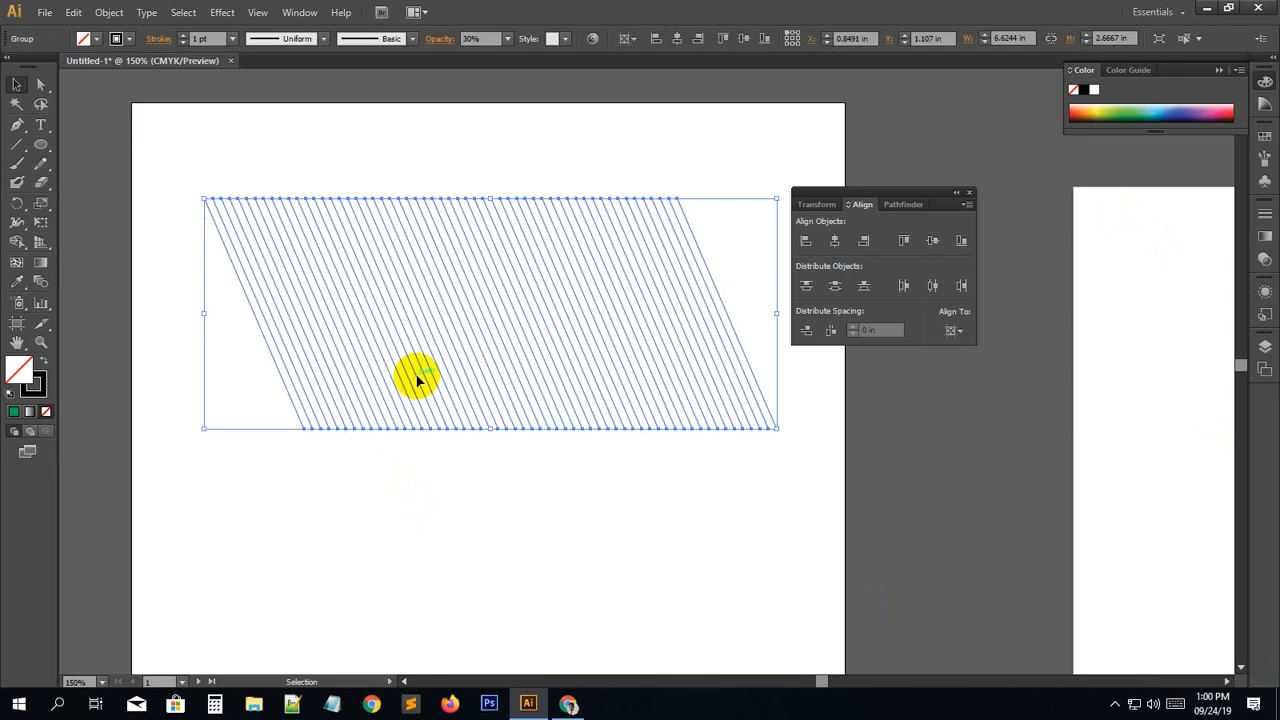 Ai File Edit Object Type Select Effect View Window Help Br Essentials
Group Stroke: 1 pt Uniform Basic Opacity: 30% Style: X: 0.8491 in Y: 1.107 in W: 6.6244 in H: 2.6667 in
Untitled-1* @ 150% (CMYK/Preview)
Color Color Guide
Transform Align Pathfinder
Align Objects:
Distribute Objects:
Distribute Spacing: Align To:
0 in
150% 1 Selection
Ps Ai
1:00 PM
09/24/19